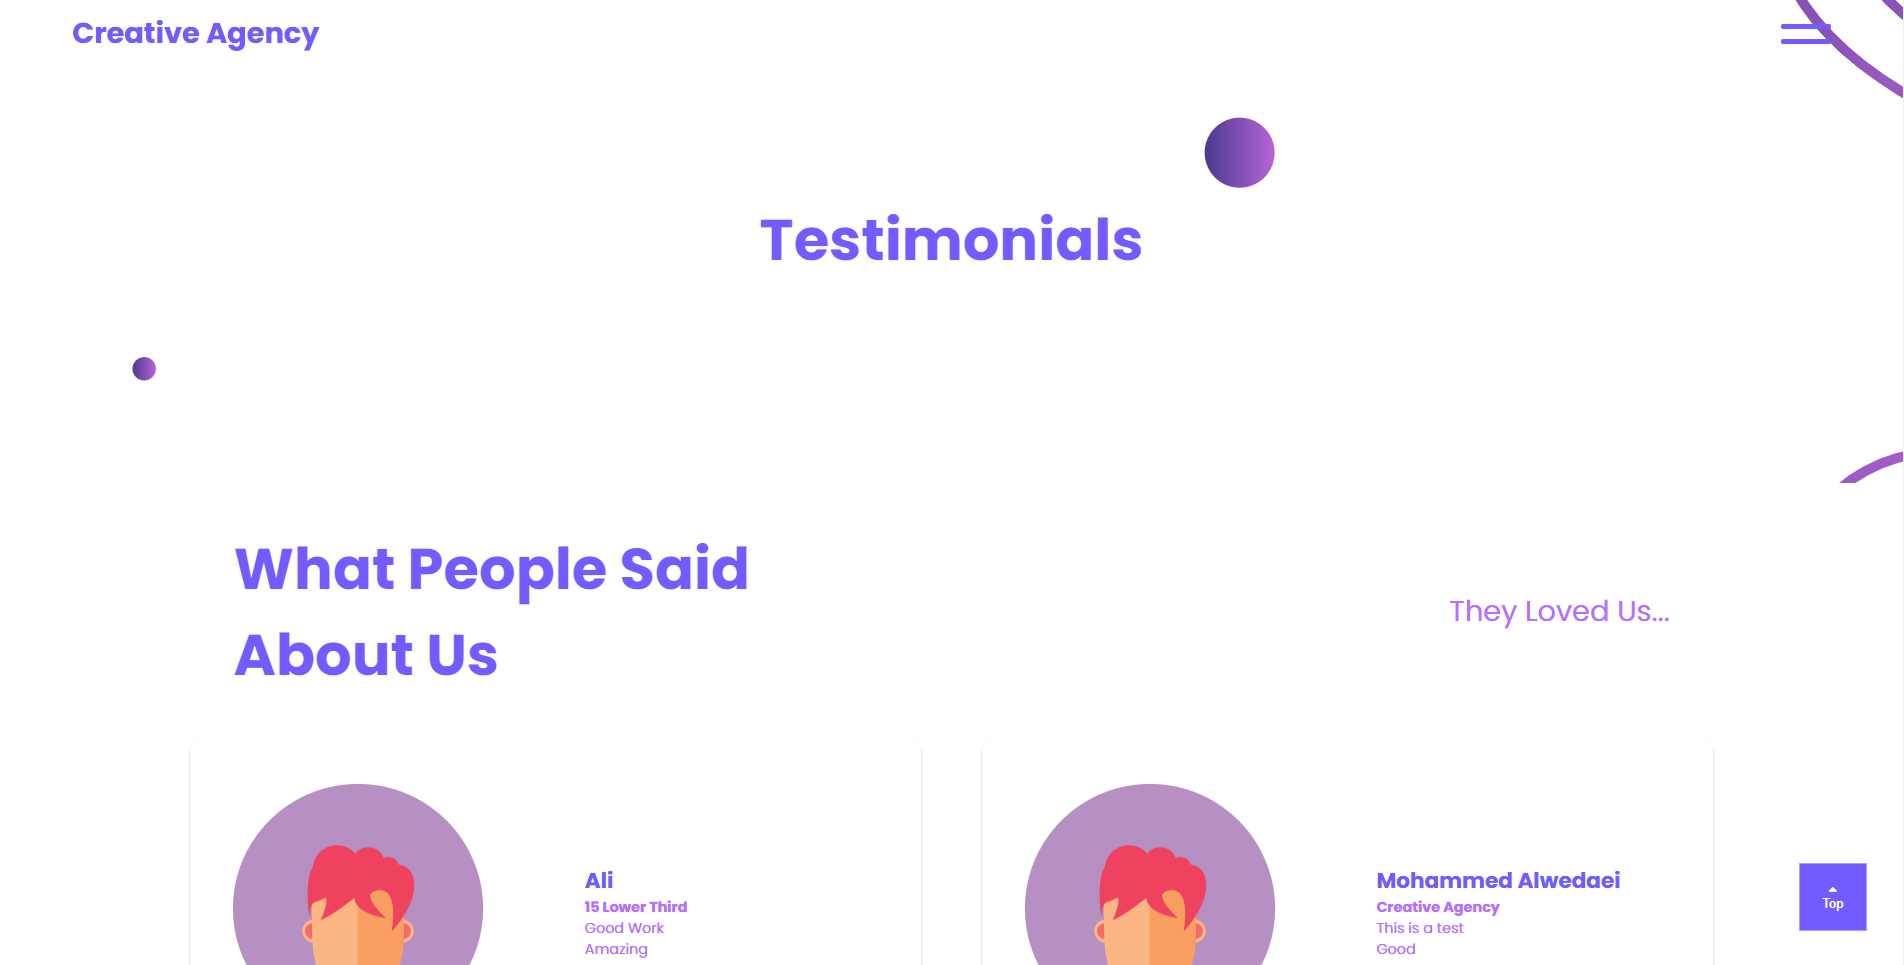 Creative Agency
Testimonials
What People Said
About Us
They Loved Us...
Ali
15 Lower Third
Good Work
Amazing
Mohammed Alwedaei
Creative Agency
This is a test
Good
Top